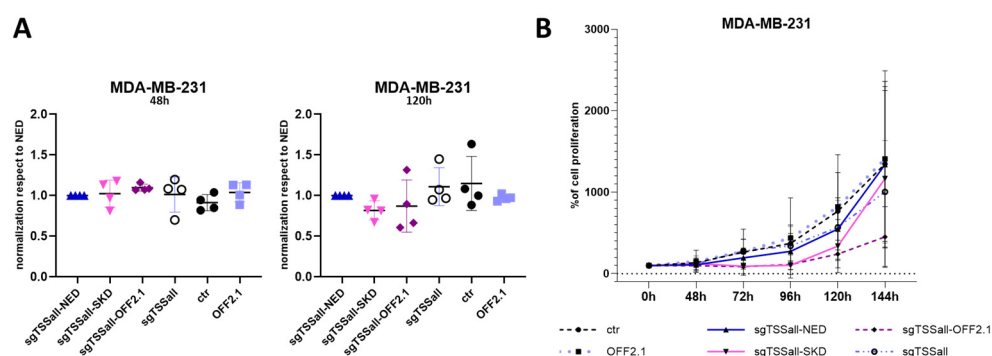 A
MDA-MB-231
48h
normalization respect to NED
2.0
1.5
1.0
0.5
0.0
sgTSSall-NED
sgTSSall-SKD
sgTSSall-OFF2.1
sgTSSall
ctr
OFF2.1
MDA-MB-231
120h
normalization respect to NED
2.0
1.5
1.0
0.5
0.0
sgTSSall-NED
sgTSSall-SKD
sgTSSall-OFF2.1
sgTSSall
ctr
OFF2.1
B
MDA-MB-231
%of cell proliferation
3000
2000
1000
0
0h 48h 72h 96h 120h 144h
ctr sgTSSall-NED sgTSSall-OFF2.1
OFF2.1 sgTSSall-SKD sgTSSall